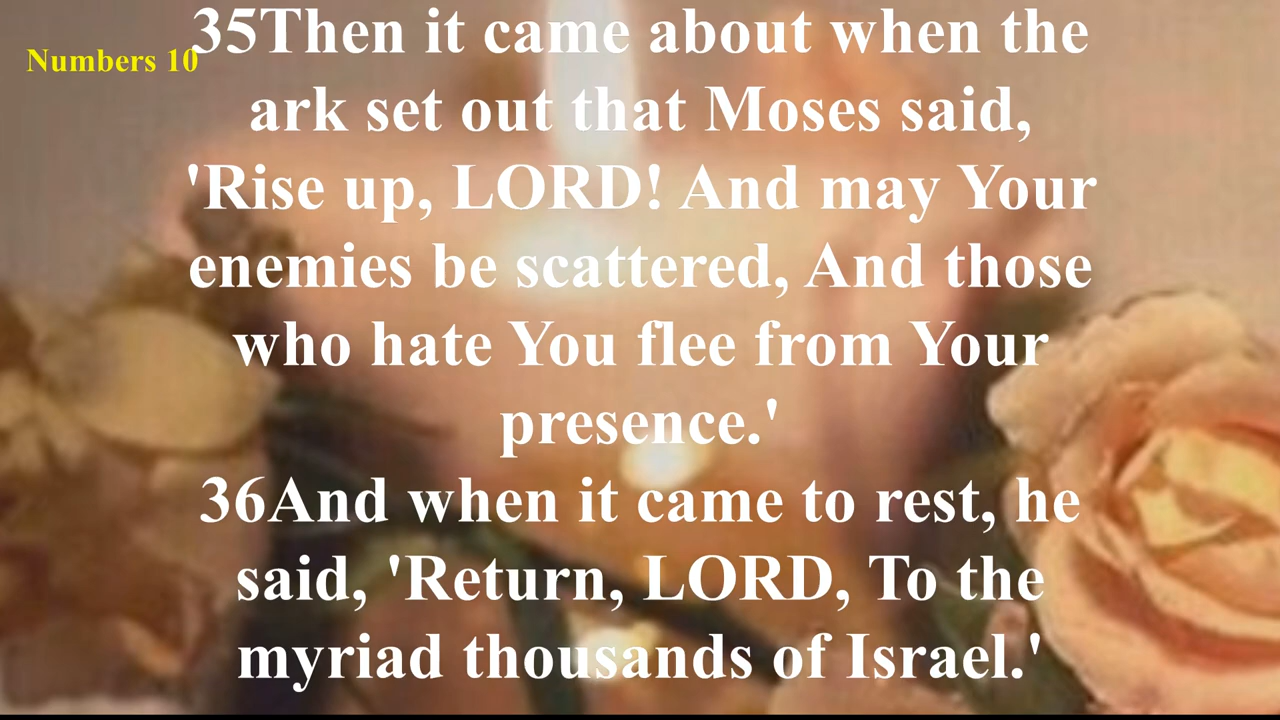 Numbers 10
35Then it came about when the
ark set out that Moses said,
'Rise up, LORD! And may Your
enemies be scattered, And those
who hate You flee from Your
presence.'
36And when it came to rest, he
said, 'Return, LORD, To the
myriad thousands of Israel.'